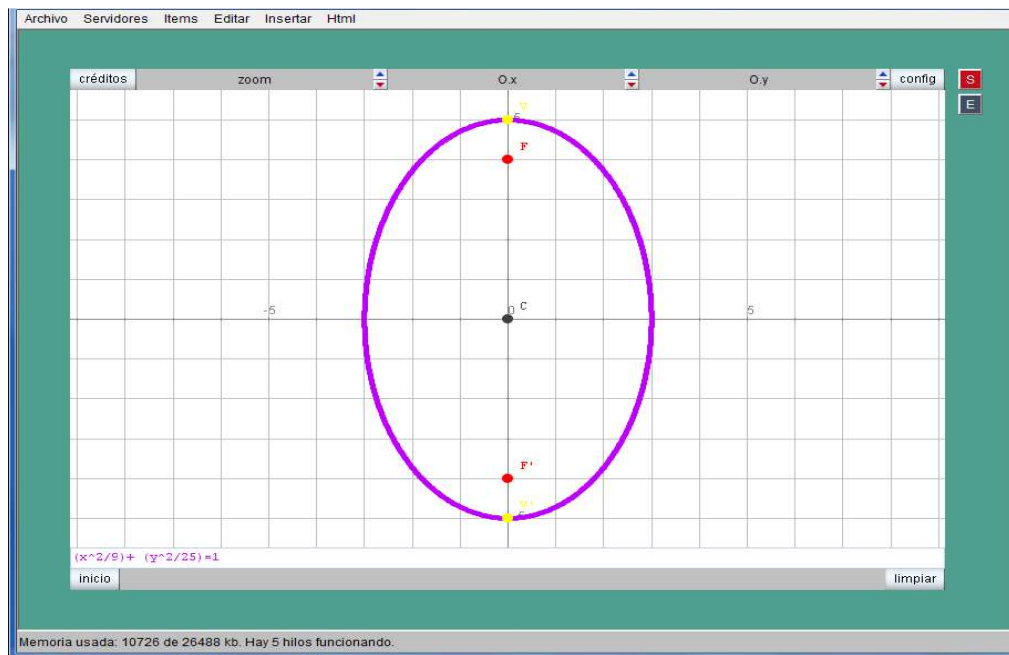 Archivo Servidores Items Editar Insertar Html
créditos zoom O.x O.y config S
E
V
F
C
-5 0 5
F'
V'
(x^2/9)+ (y^2/25)=1
inicio limpiar
Memoria usada: 10726 de 26488 kb. Hay 5 hilos funcionando.